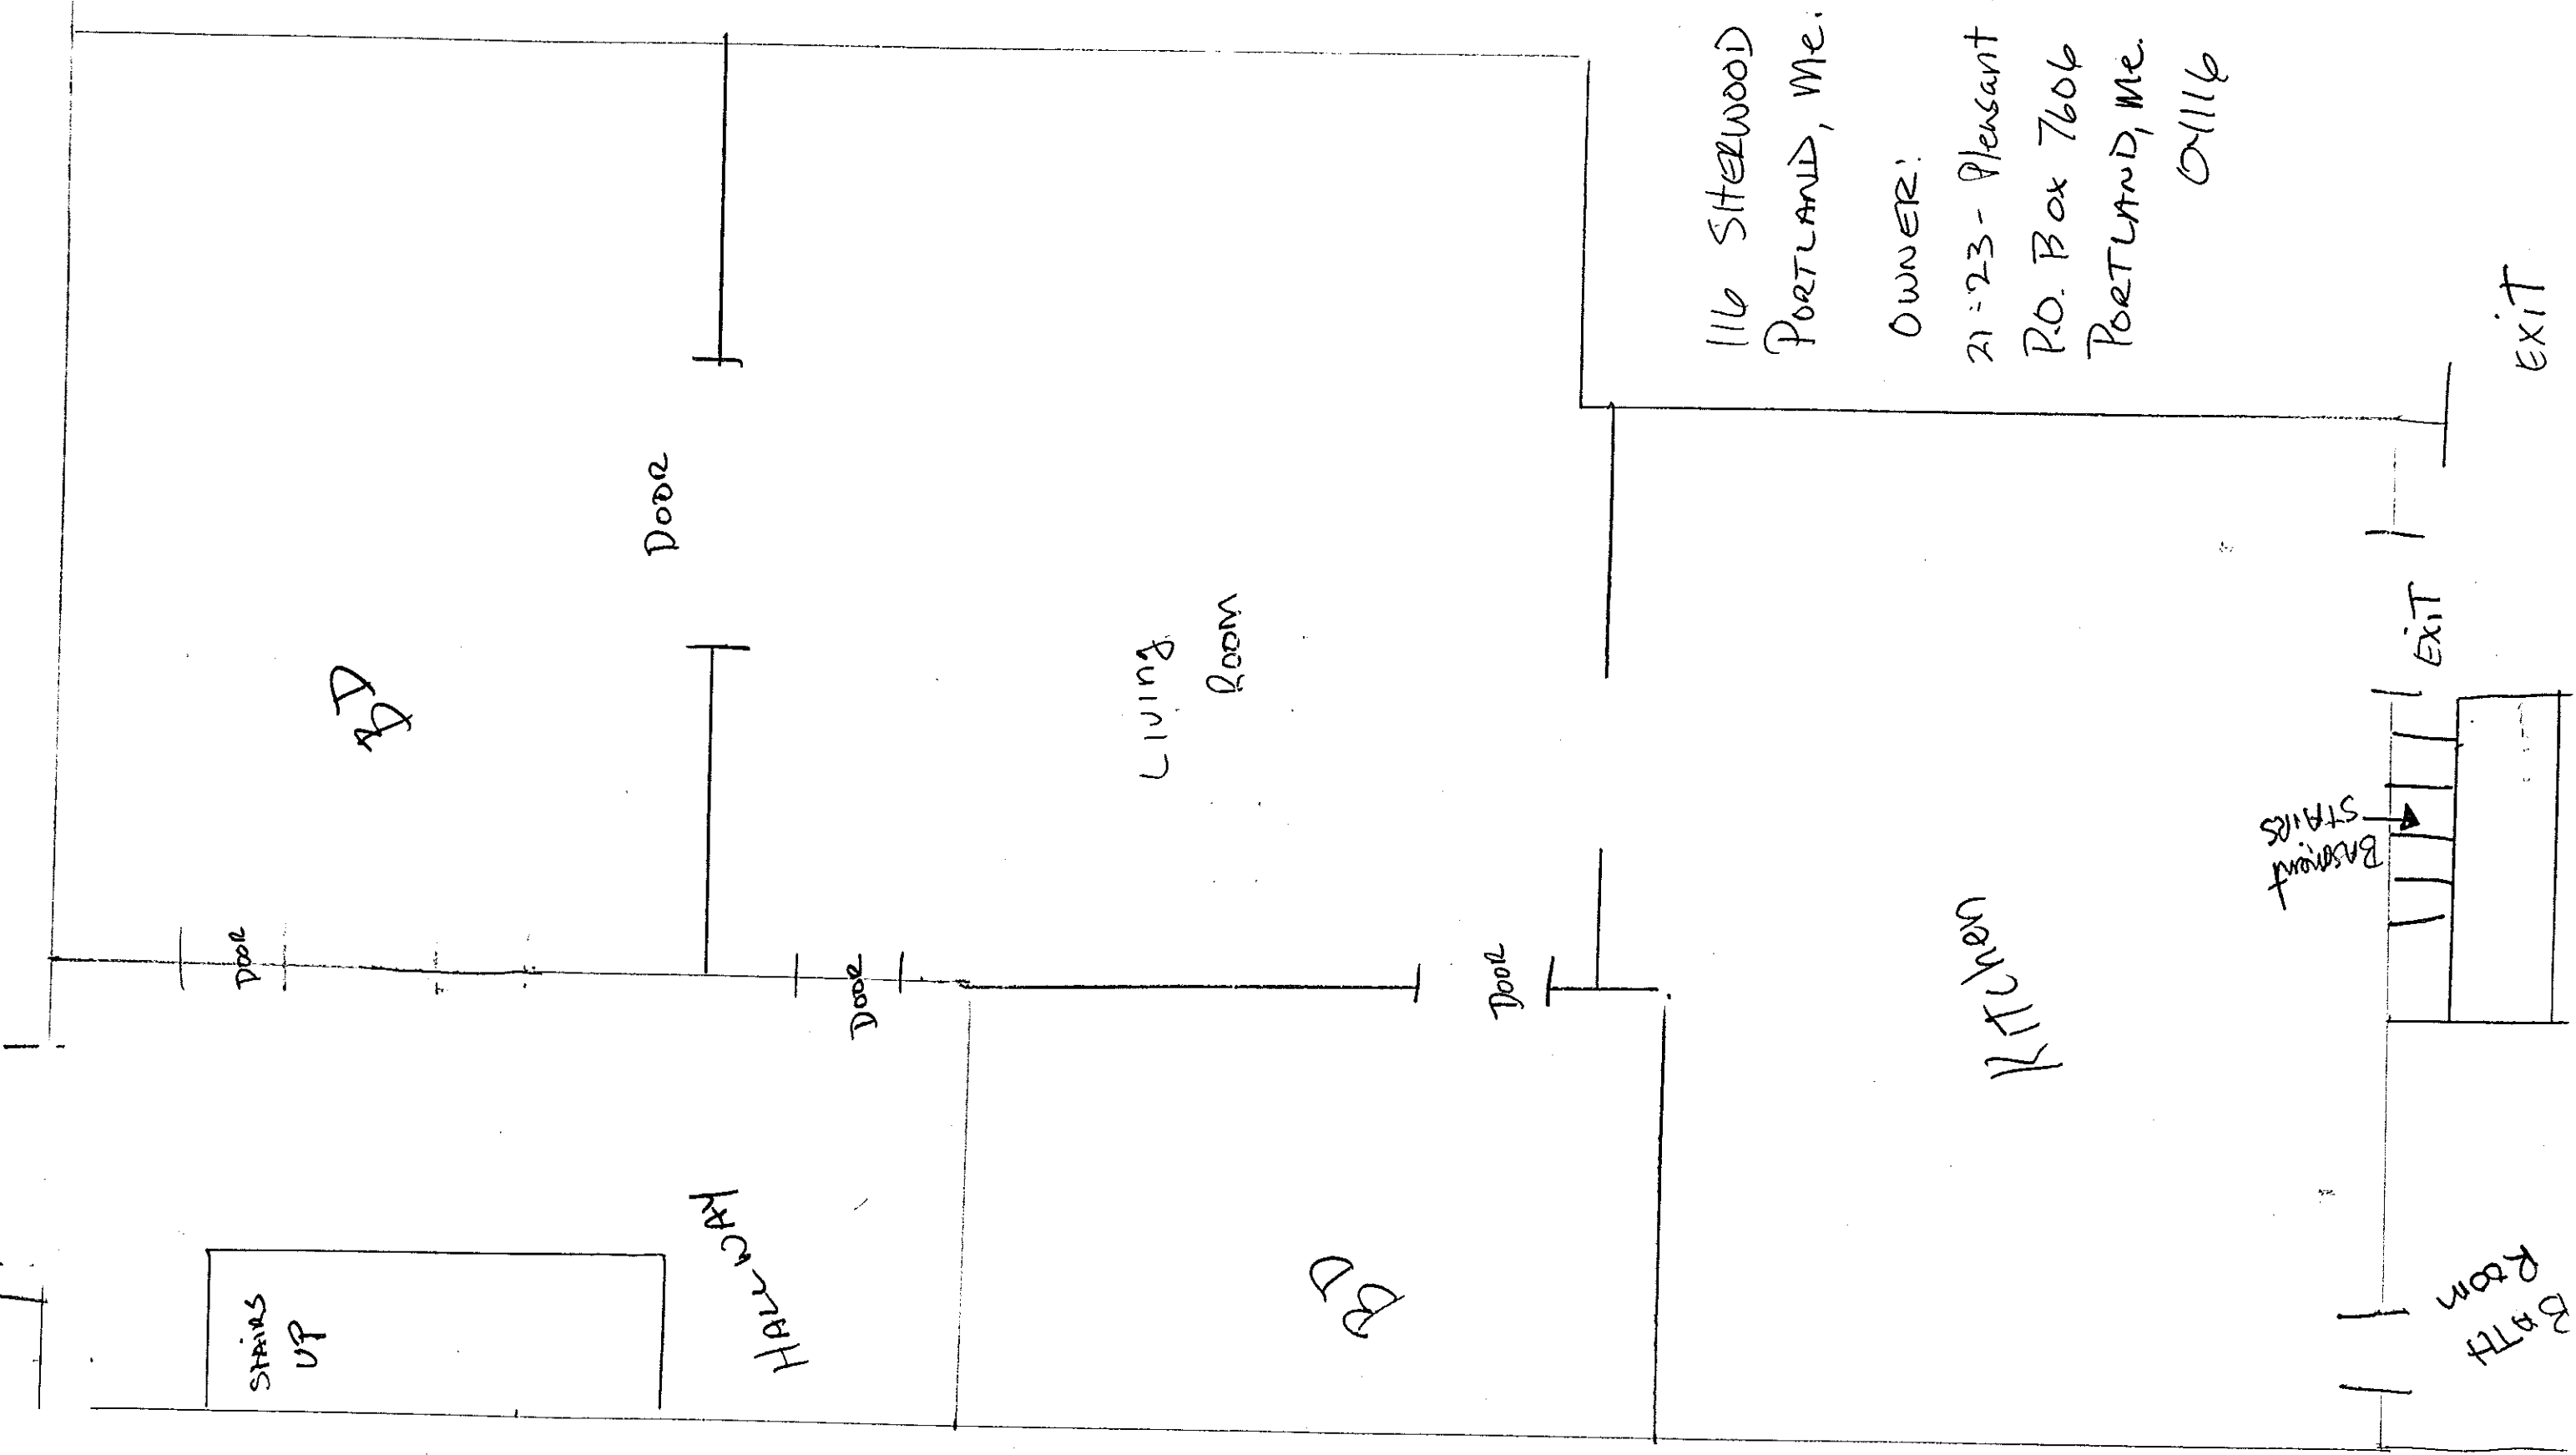 116 SHERWOOD
PORTLAND, Me.
OWNER:
21-23- Pleasant
P.O. Box 7606
PORTLAND, Me.
04116
BD
DOOR
DOOR
LIVING
ROOM
DOOR
DOOR
STAIRS
UP
HALLWAY
BD
KITCHEN
Basement
STAIRS
EXIT
EXIT
BATH
ROOM